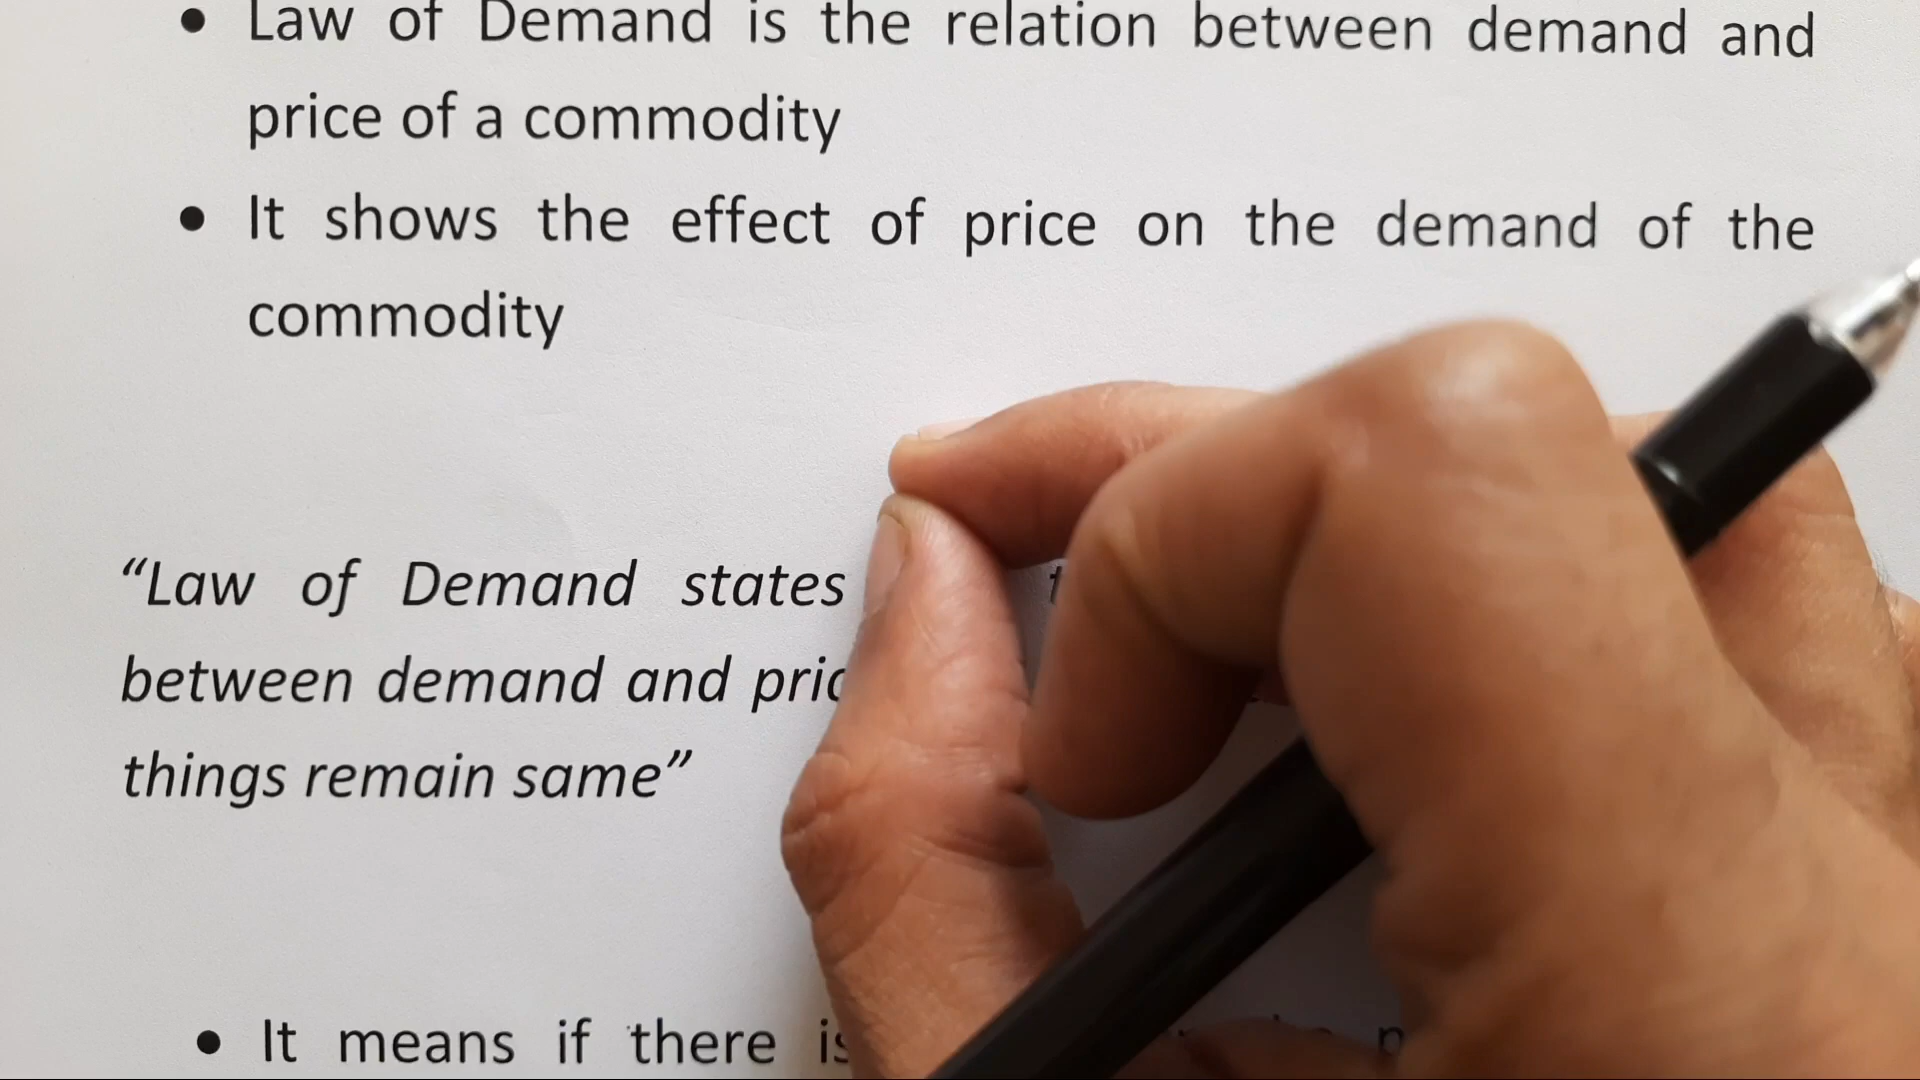 • Law of Demand is the relation between demand and
price of a commodity
• It shows the effect of price on the demand of the
commodity
“Law of Demand states
between demand and
things remain same”
• It means if there